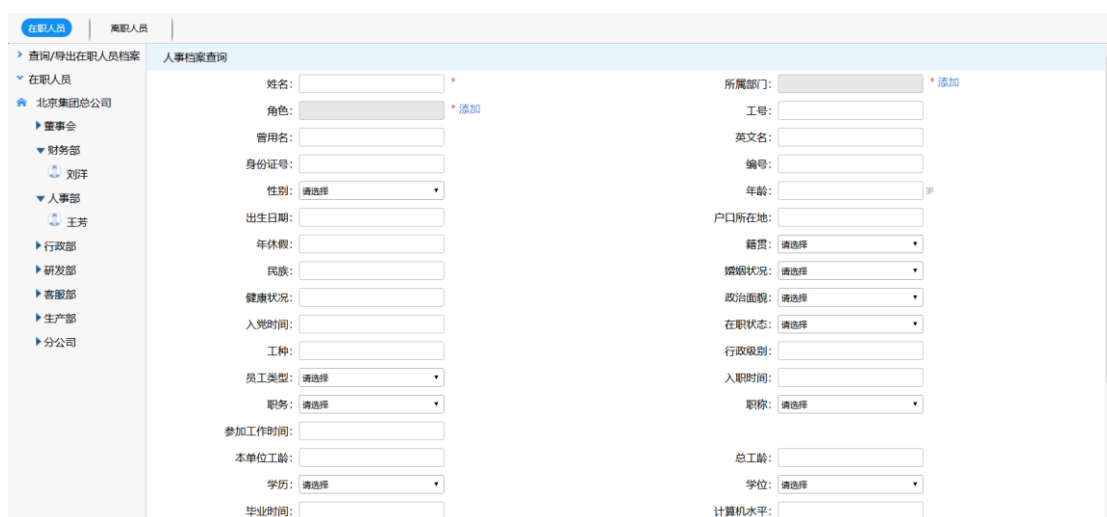 在职人员
离职人员
查询/导出在职人员档案
在职人员
北京集团总公司
董事会
财务部
刘洋
人事部
王芳
行政部
研发部
客服部
生产部
分公司
人事档案查询
姓名: * 所属部门: * 添加
角色: * 添加 工号:
曾用名: 英文名:
身份证号: 编号:
性别: 请选择 年龄: 岁
出生日期: 户口所在地:
年休假: 籍贯: 请选择
民族: 婚姻状况: 请选择
健康状况: 政治面貌: 请选择
入党时间: 在职状态: 请选择
工种: 行政级别:
员工类型: 请选择 入职时间:
职务: 请选择 职称: 请选择
参加工作时间:
本单位工龄: 总工龄:
学历: 请选择 学位: 请选择
毕业时间: 计算机水平: